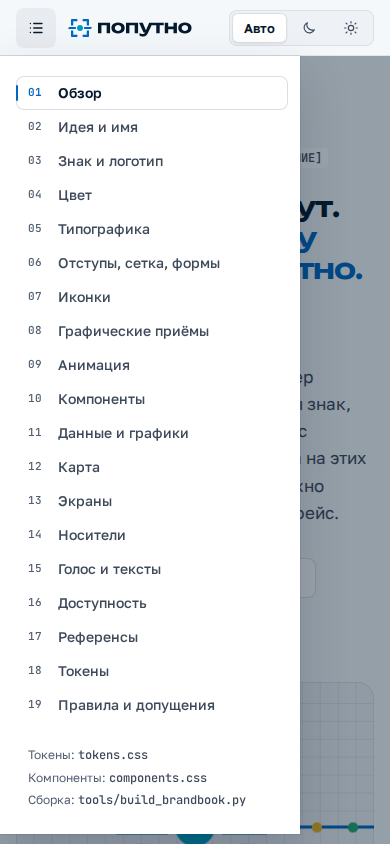 ПОПУТНО
Авто
01 Обзор
02 Идея и имя
03 Знак и логотип
04 Цвет
05 Типографика
06 Отступы, сетка, формы
07 Иконки
08 Графические приёмы
09 Анимация
10 Компоненты
11 Данные и графики
12 Карта
13 Экраны
14 Носители
15 Голос и тексты
16 Доступность
17 Референсы
18 Токены
19 Правила и допущения
Токены: tokens.css
Компоненты: components.css
Сборка: tools/build_brandbook.py
знак,
на этих